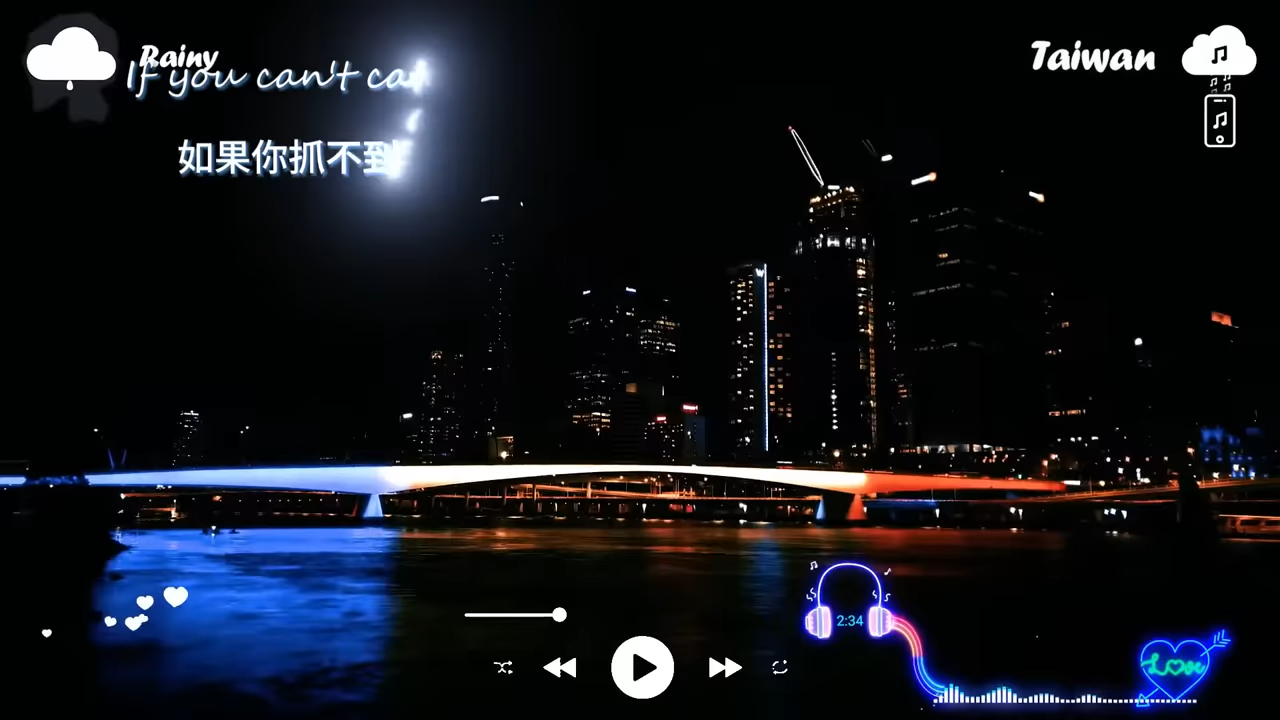 Rainy
If you can't ca
如果你抓不到
Taiwan
2:34
Love